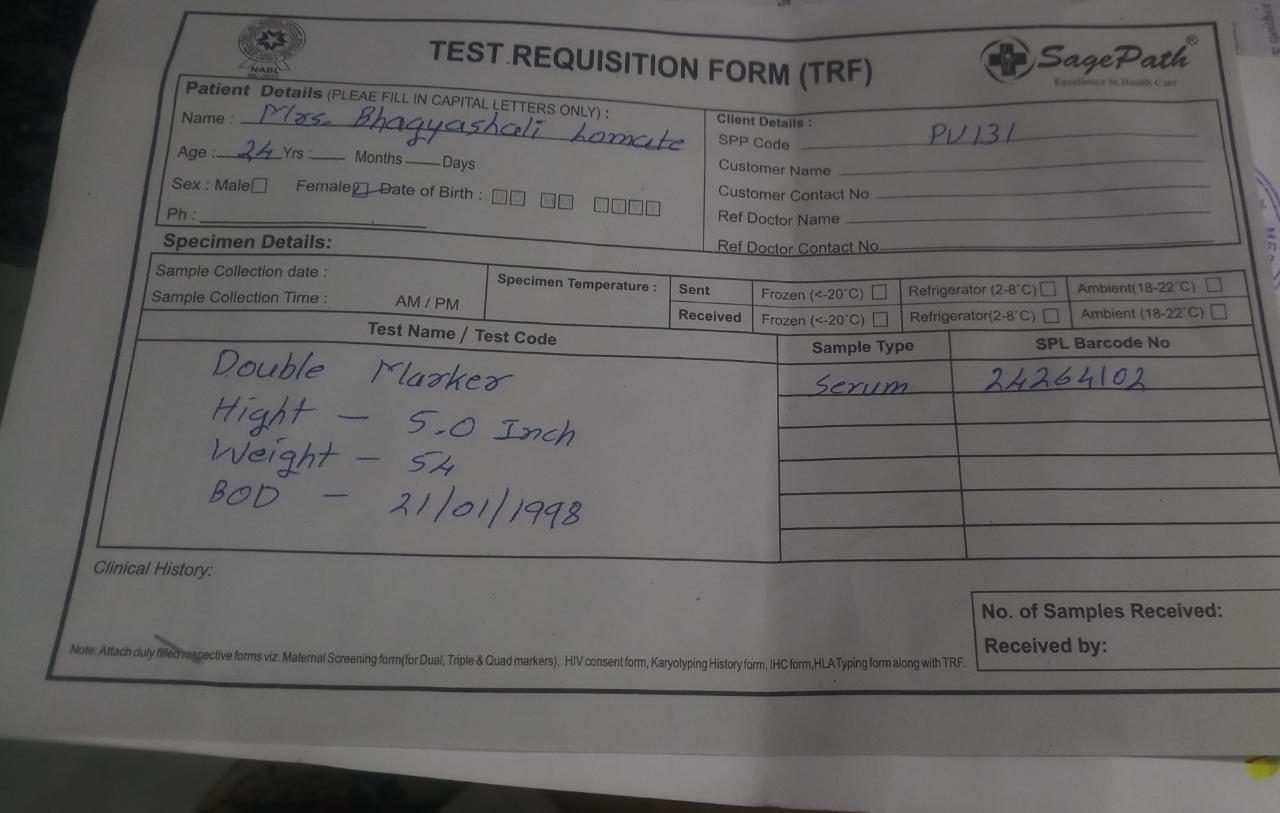 TEST REQUISITION FORM (TRF)
NABL
SagePath®
Excellence In Health Care
Patient Details (PLEAE FILL IN CAPITAL LETTERS ONLY) :
Name : Mrs. Bhagyashali Lomate
Age : 24 Yrs : Months Days
Sex : Male Female Date of Birth :
Ph :
Client Details :
SPP Code PV131
Customer Name
Customer Contact No
Ref Doctor Name
Ref Doctor Contact No
Specimen Details:
Sample Collection date :
Sample Collection Time : AM / PM
Specimen Temperature :
Sent Frozen (<-20°C) Refrigerator (2-8°C) Ambient(18-22°C)
Received Frozen (<-20°C) Refrigerator(2-8°C) Ambient (18-22°C)
Test Name / Test Code Sample Type SPL Barcode No
Double Marker Serum 24264102
Hight - 5.0 Inch
Weight - 54
BOD - 21/01/1998
Clinical History:
No. of Samples Received:
Received by:
Note: Attach duly filled respective forms viz. Maternal Screening form(for Dual, Triple & Quad markers), HIV consent form, Karyotyping History form, IHC form,HLA Typing form along with TRF.